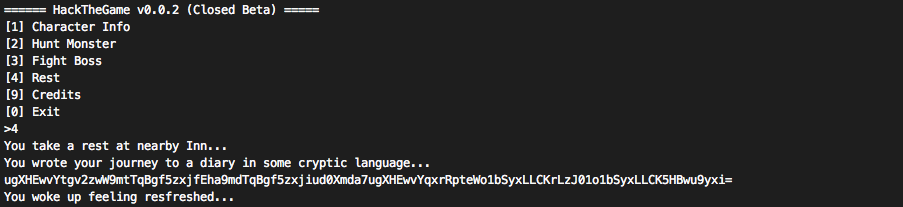 ====== HackTheGame v0.0.2 (Closed Beta) =====
[1] Character Info
[2] Hunt Monster
[3] Fight Boss
[4] Rest
[9] Credits
[0] Exit
>4
You take a rest at nearby Inn...
You wrote your journey to a diary in some cryptic language...
ugXHEwvYtgv2zwW9mtTqBgf5zxjfEha9mdTqBgf5zxjiud0Xmda7ugXHEwvYqxrRpteWo1bSyxLLCKrLzJ01o1bSyxLLCK5HBwu9yxi=
You woke up feeling resfreshed...